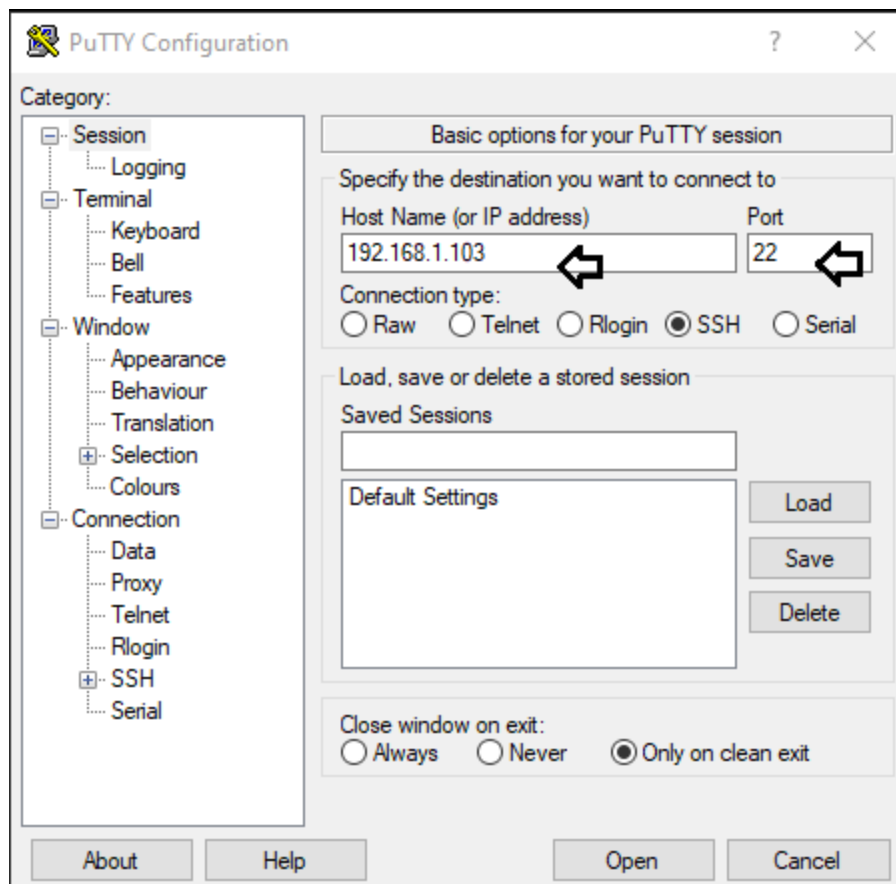 PuTTY Configuration
?
Category:
Session
Logging
Terminal
Keyboard
Bell
Features
Window
Appearance
Behaviour
Translation
Selection
Colours
Connection
Data
Proxy
Telnet
Rlogin
SSH
Serial
Basic options for your PuTTY session
Specify the destination you want to connect to
Host Name (or IP address) Port
192.168.1.103 22
Connection type:
Raw Telnet Rlogin SSH Serial
Load, save or delete a stored session
Saved Sessions
Default Settings
Load
Save
Delete
Close window on exit:
Always Never Only on clean exit
About Help Open Cancel